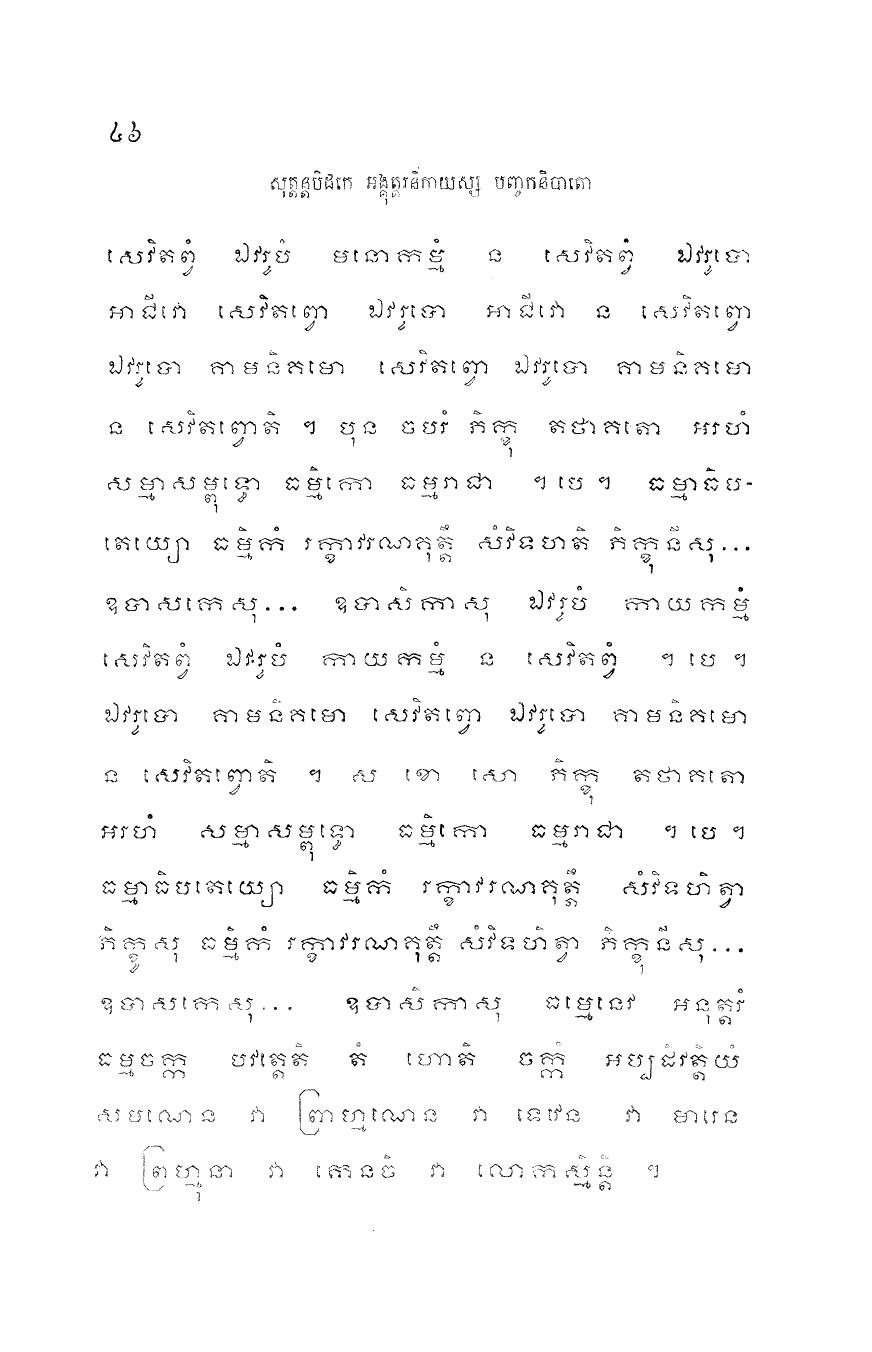 ៤៦
សុត្តន្តបិដកេ អង្គុត្តរនិកាយស្ស បញ្ចកនិបាតោ
សេវិតព្វំ ឯវរូបំ មនោកម្មំ ន សេវិតព្វំ ឯវរូបោ
អាជីវោ សេវិតព្វោ ឯវរូបោ អាជីវោ ន សេវិតព្វោ
ឯវរូបោ គាមនិគមោ សេវិតព្វោ ឯវរូបោ គាមនិគមោ
ន សេវិតព្វោតិ ។ បុន ចបរំ ភិក្ខុ តថាគតោ អរហំ
សម្មាសម្ពុទ្ធោ ធម្មិកោ ធម្មរាជា ។ បេ ។ ធម្មាធិប-
តេយ្យោ ធម្មិកំ រក្ខាវរណគុត្តឹ សំវិទហតិ ភិក្ខុនីសុ...
ឧបាសកេសុ... ឧបាសិកាសុ ឯវរូបំ កាយកម្មំ
សេវិតព្វំ ឯវរូបំ កាយកម្មំ ន សេវិតព្វំ ។ បេ ។
ឯវរូបោ គាមនិគមោ សេវិតព្វោ ឯវរូបោ គាមនិគមោ
ន សេវិតព្វោតិ ។ ស ខោ សោ ភិក្ខុ តថាគតោ
អរហំ សម្មាសម្ពុទ្ធោ ធម្មិកោ ធម្មរាជា ។ បេ ។
ធម្មាធិបតេយ្យោ ធម្មិកំ រក្ខាវរណគុត្តឹ សំវិទហិត្វា
ភិក្ខូសុ ធម្មិកំ រក្ខាវរណគុត្តឹ សំវិទហិត្វា ភិក្ខុនីសុ...
ឧបាសកេសុ... ឧបាសិកាសុ ធម្មេនេវ អនុត្តរំ
ធម្មចក្កំ បវត្តេតិ តំ ហោតិ ចក្កំ អប្បដិវត្តិយំ
សមណេន វា ព្រាហ្មណេន វា ទេវេន វា មារេន
វា ព្រហ្មុនា វា កេនចិ វា លោកស្មិន្តិ ។